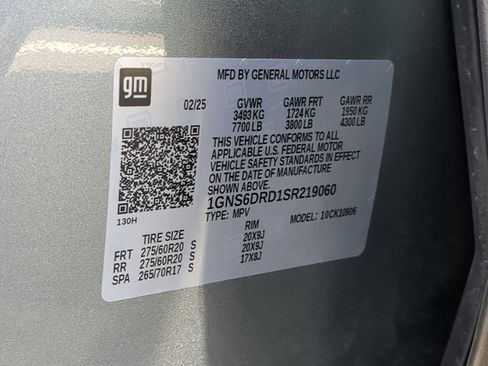 MFD BY GENERAL MOTORS LLC
gm
02/25 GVWR GAWR FRT GAWR RR
3493 KG 1724 KG 1950 KG
7700 LB 3800 LB 4300 LB
THIS VEHICLE CONFORMS TO ALL
APPLICABLE U.S. FEDERAL MOTOR
VEHICLE SAFETY STANDARDS IN EFFECT
ON THE DATE OF MANUFACTURE
SHOWN ABOVE.
1GNS6DRD1SR219060
130H
TYPE: MPV 10CK10906
TIRE SIZE RIM
FRT 275/60R20 S 20X9J
RR 275/60R20 S 20X9J
SPA 265/70R17 S 17X8J